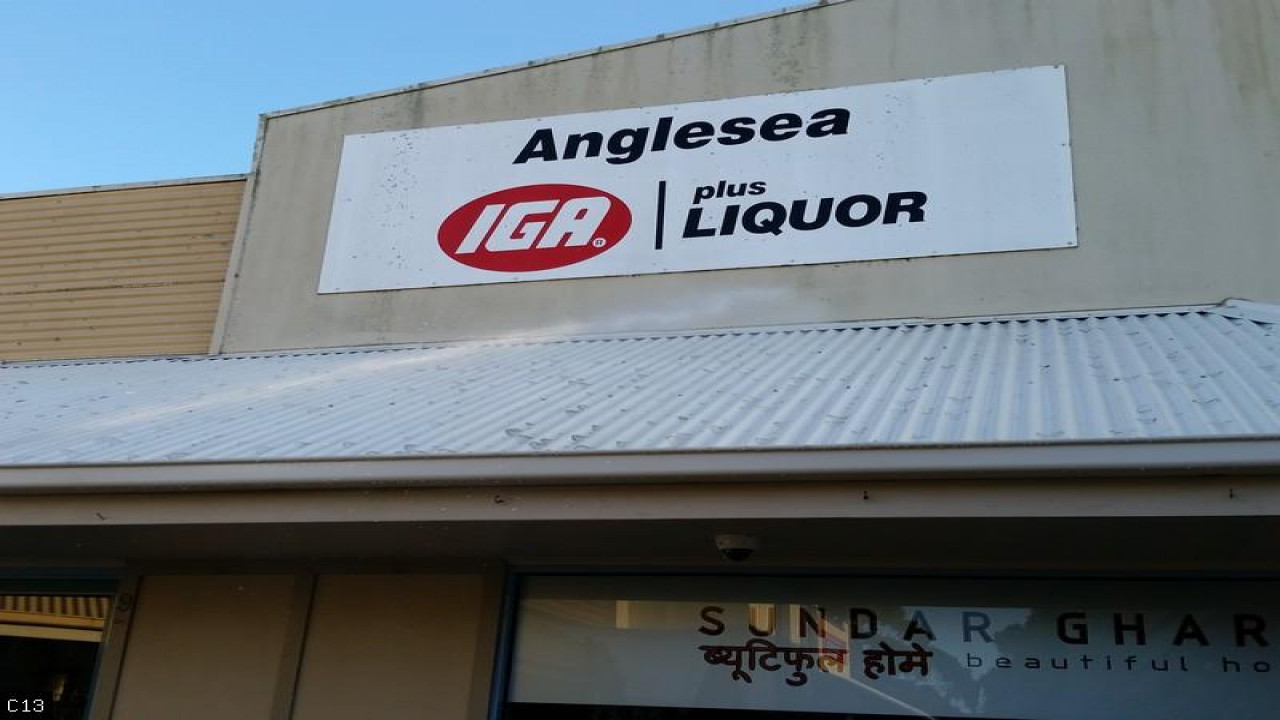 Anglesea
IGA
plus
LIQUOR
SUNDAR GHAR
ब्यूटिफुल होमे
beautiful ho
C13